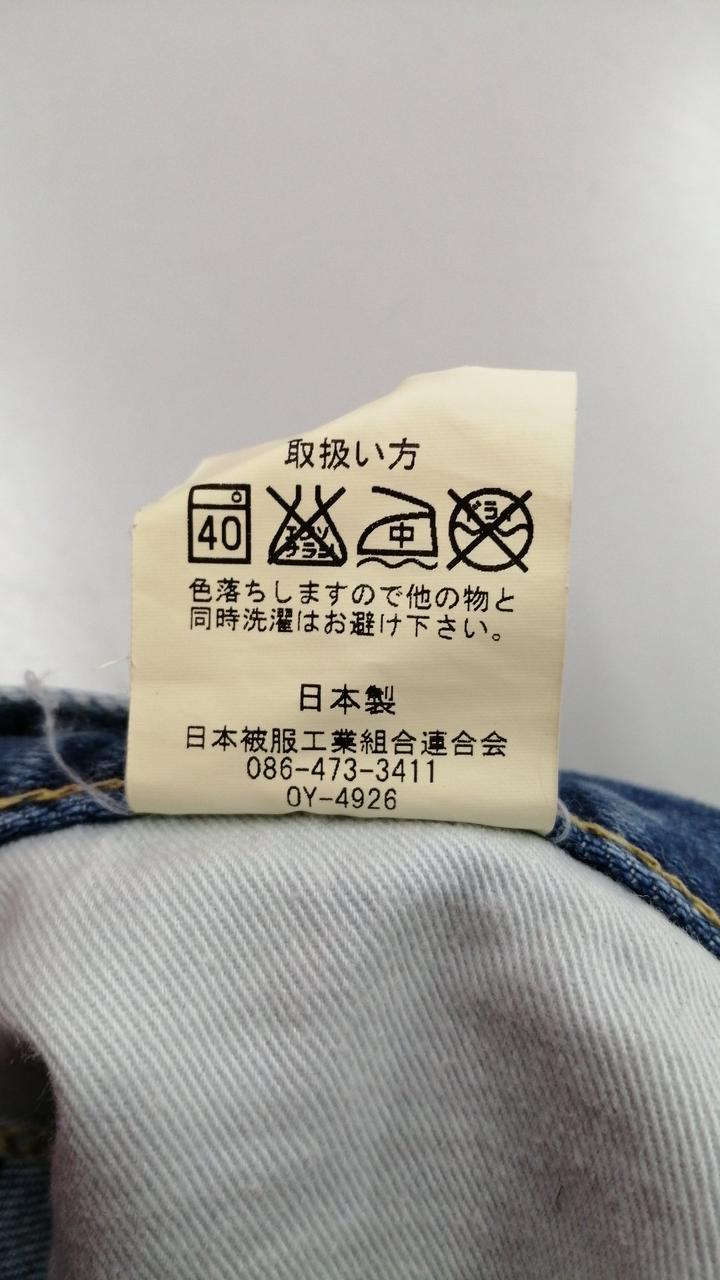 取扱い方
40 エンソ サラシ 中 ドライ
色落ちしますので他の物と
同時洗濯はお避け下さい。
日本製
日本被服工業組合連合会
086-473-3411
OY-4926